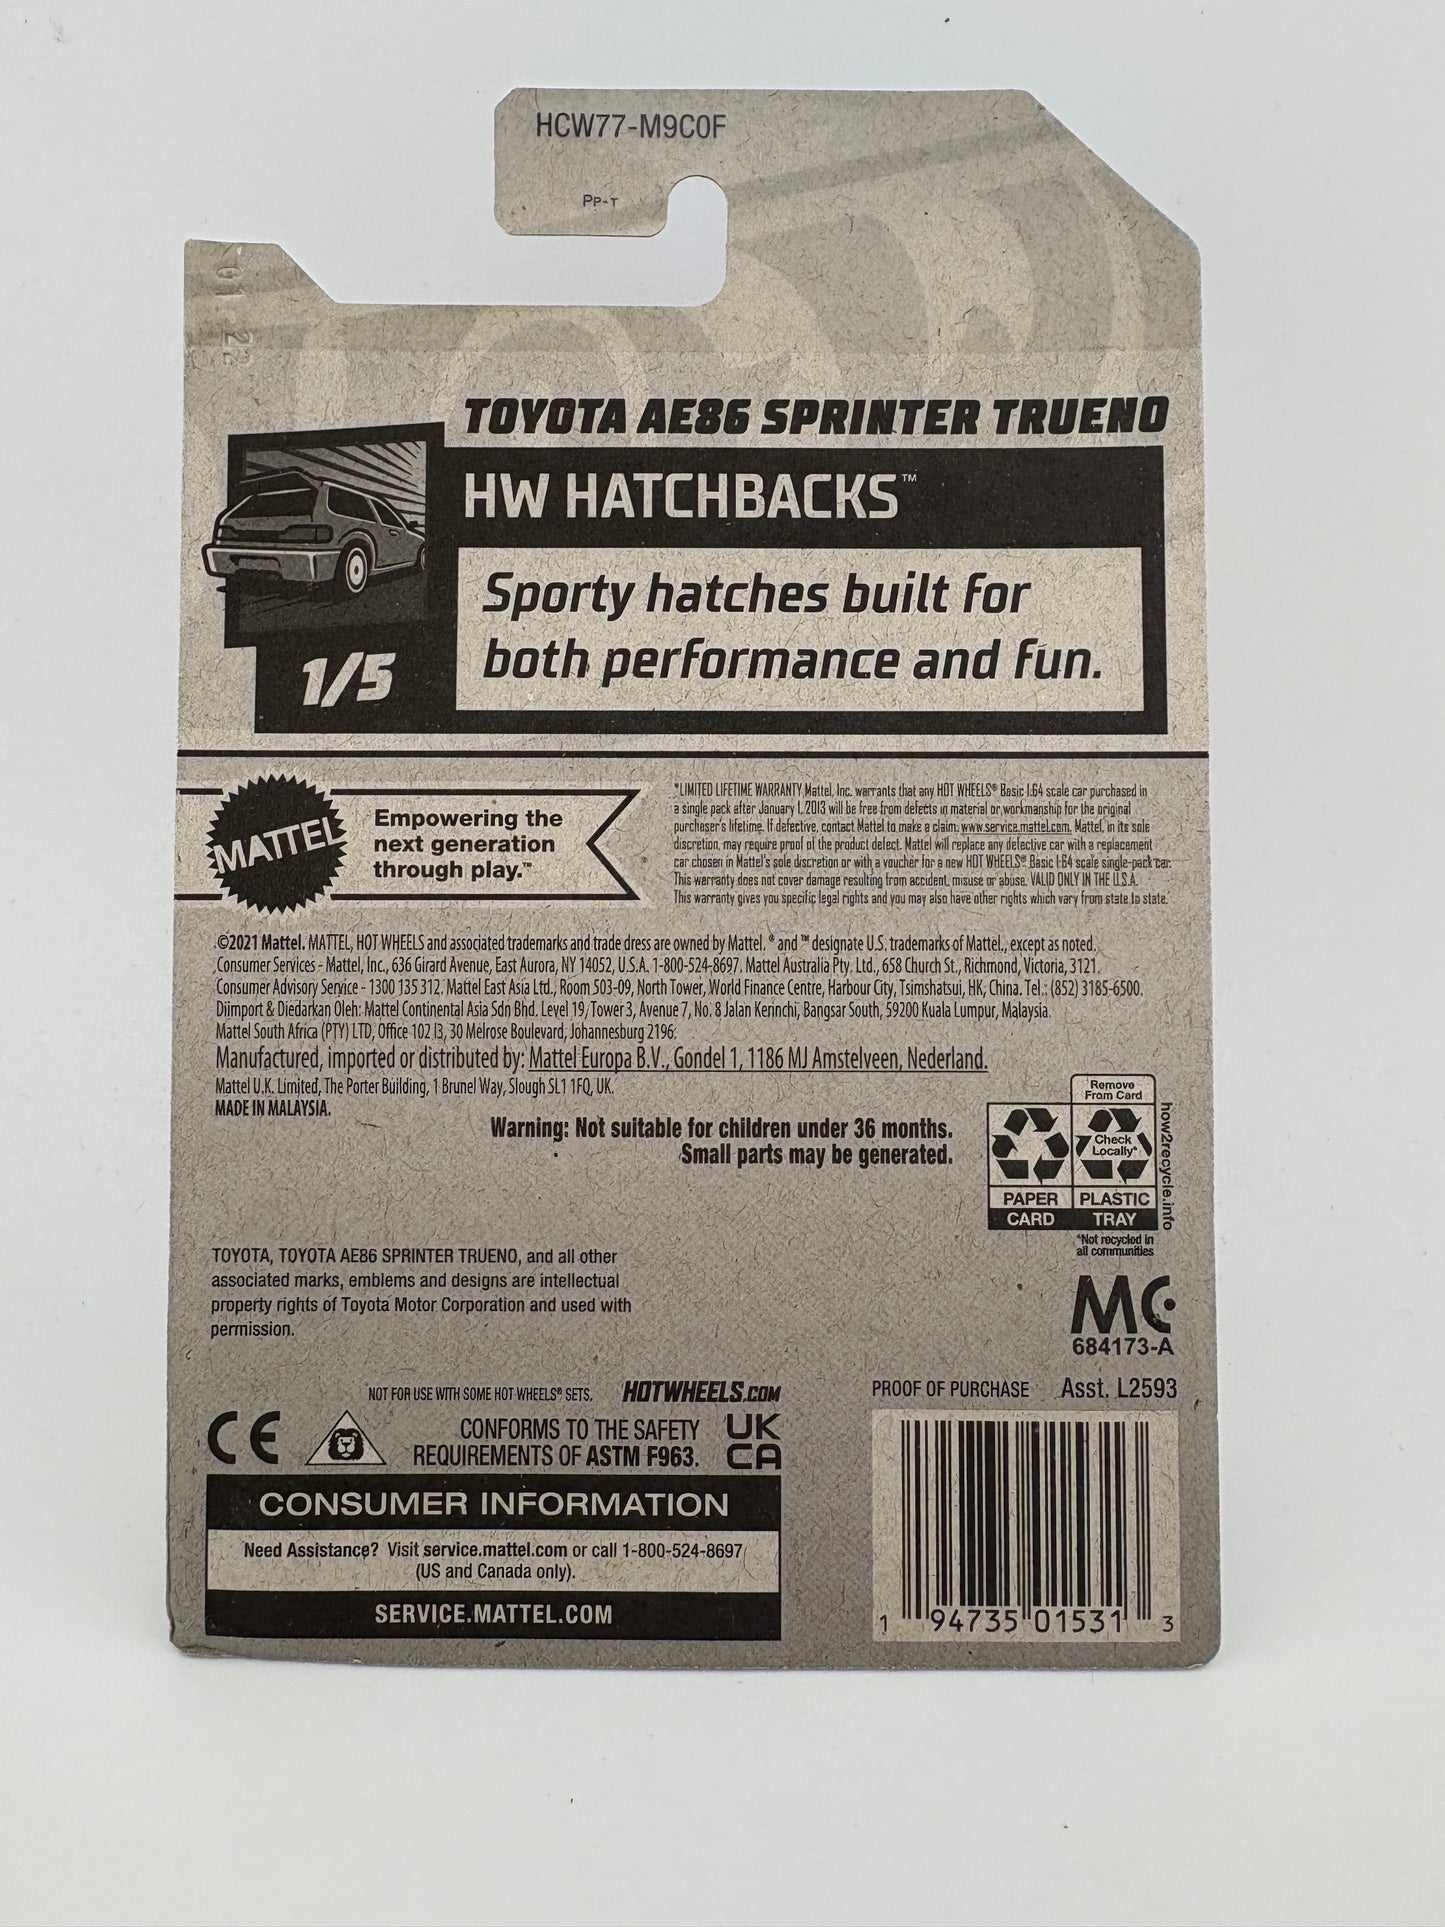 HCW77-M9C0F
PP-T
01 22
TOYOTA AE86 SPRINTER TRUENO
HW HATCHBACKS™
Sporty hatches built for
both performance and fun.
1/5
MATTEL
Empowering the
next generation
through play.™
*LIMITED LIFETIME WARRANTY Mattel, Inc. warrants that any HOT WHEELS® Basic 1:64 scale car purchased in
a single pack after January 1, 2013 will be free from defects in material or workmanship for the original
purchaser's lifetime. If defective, contact Mattel to make a claim: www.service.mattel.com. Mattel, in its sole
discretion, may require proof of the product defect. Mattel will replace any defective car with a replacement
car chosen in Mattel's sole discretion or with a voucher for a new HOT WHEELS® Basic 1:64 scale single-pack car.
This warranty does not cover damage resulting from accident, misuse or abuse. VALID ONLY IN THE U.S.A.
This warranty gives you specific legal rights and you may also have other rights which vary from state to state.
©2021 Mattel. MATTEL, HOT WHEELS and associated trademarks and trade dress are owned by Mattel. ® and ™ designate U.S. trademarks of Mattel, except as noted.
Consumer Services - Mattel, Inc., 636 Girard Avenue, East Aurora, NY 14052, U.S.A. 1-800-524-8697. Mattel Australia Pty. Ltd., 658 Church St., Richmond, Victoria, 3121.
Consumer Advisory Service - 1300 135 312. Mattel East Asia Ltd., Room 503-09, North Tower, World Finance Centre, Harbour City, Tsimshatsui, HK, China. Tel.: (852) 3185-6500.
Diimport & Diedarkan Oleh: Mattel Continental Asia Sdn Bhd. Level 19, Tower 3, Avenue 7, No. 8 Jalan Kerinchi, Bangsar South, 59200 Kuala Lumpur, Malaysia.
Mattel South Africa (PTY) LTD, Office 102 I3, 30 Melrose Boulevard, Johannesburg 2196.
Manufactured, imported or distributed by: Mattel Europa B.V., Gondel 1, 1186 MJ Amstelveen, Nederland.
Mattel U.K. Limited, The Porter Building, 1 Brunel Way, Slough SL1 1FQ, UK.
MADE IN MALAYSIA.
Warning: Not suitable for children under 36 months.
Small parts may be generated.
Remove
From Card
Check
Locally*
PAPER
PLASTIC
CARD
TRAY
how2recycle.info
*Not recycled in
all communities
TOYOTA, TOYOTA AE86 SPRINTER TRUENO, and all other
associated marks, emblems and designs are intellectual
property rights of Toyota Motor Corporation and used with
permission.
MC
684173-A
NOT FOR USE WITH SOME HOT WHEELS® SETS.
HOTWHEELS.COM
PROOF OF PURCHASE
Asst. L2593
CE
CONFORMS TO THE SAFETY
REQUIREMENTS OF ASTM F963.
UK
CA
CONSUMER INFORMATION
Need Assistance? Visit service.mattel.com or call 1-800-524-8697
(US and Canada only).
SERVICE.MATTEL.COM
1 94735 01531 3